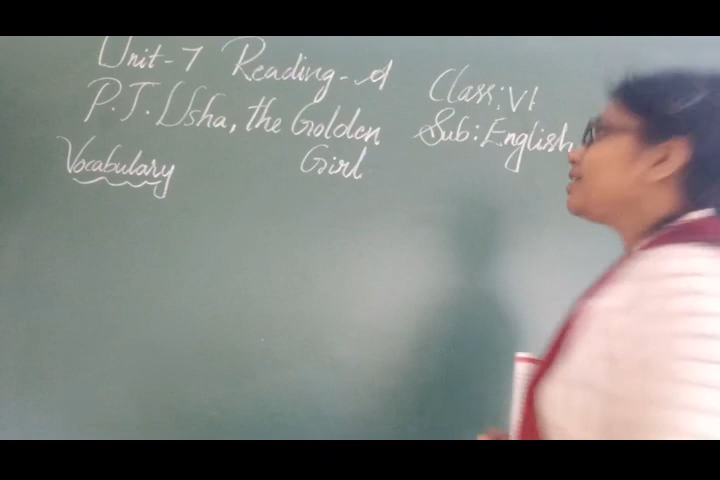 Unit-7 Reading-A
P.T. Usha, the Golden
Girl
Class: VI
Sub: English
Vocabulary